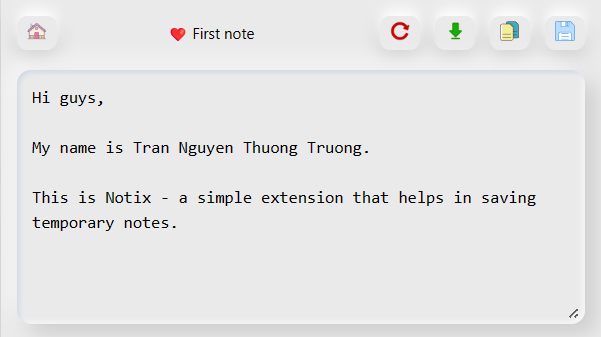 First note
Hi guys,
My name is Tran Nguyen Thuong Truong.
This is Notix - a simple extension that helps in saving
temporary notes.